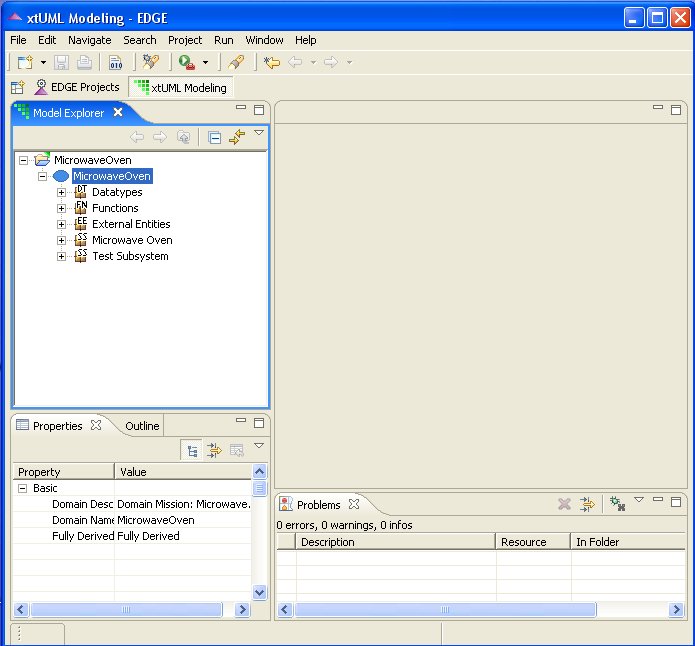 xtUML Modeling - EDGE
File Edit Navigate Search Project Run Window Help
010
EDGE Projects xtUML Modeling
Model Explorer
MicrowaveOven
MicrowaveOven
DT Datatypes
FN Functions
EE External Entities
SS Microwave Oven
SS Test Subsystem
Properties Outline
Property Value
Basic
Domain Desc Domain Mission: Microwave.
Domain Name MicrowaveOven
Fully Derived Fully Derived
Problems
0 errors, 0 warnings, 0 infos
Description Resource In Folder